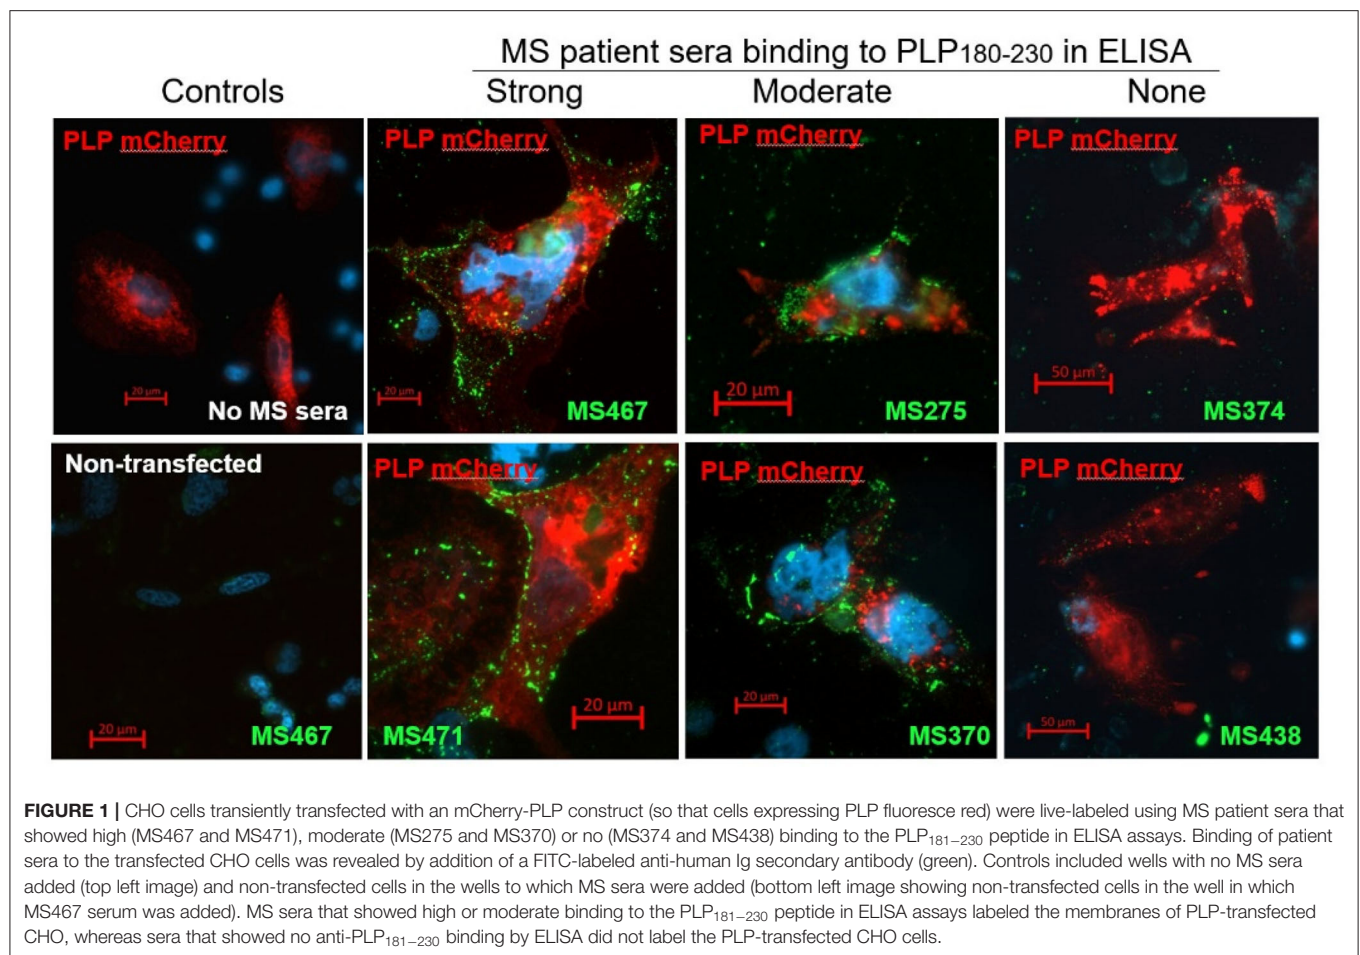 MS patient sera binding to PLP180-230 in ELISA
Controls
Strong
Moderate
None
PLP mCherry
20 µm
No MS sera
PLP mCherry
20 µm
MS467
PLP mCherry
20 µm
MS275
PLP mCherry
50 µm
MS374
Non-transfected
20 µm
MS467
PLP mCherry
MS471
20 µm
PLP mCherry
20 µm
MS370
PLP mCherry
50 µm
MS438
FIGURE 1 | CHO cells transiently transfected with an mCherry-PLP construct (so that cells expressing PLP fluoresce red) were live-labeled using MS patient sera that
showed high (MS467 and MS471), moderate (MS275 and MS370) or no (MS374 and MS438) binding to the PLP181–230 peptide in ELISA assays. Binding of patient
sera to the transfected CHO cells was revealed by addition of a FITC-labeled anti-human Ig secondary antibody (green). Controls included wells with no MS sera
added (top left image) and non-transfected cells in the wells to which MS sera were added (bottom left image showing non-transfected cells in the well in which
MS467 serum was added). MS sera that showed high or moderate binding to the PLP181–230 peptide in ELISA assays labeled the membranes of PLP-transfected
CHO, whereas sera that showed no anti-PLP181–230 binding by ELISA did not label the PLP-transfected CHO cells.